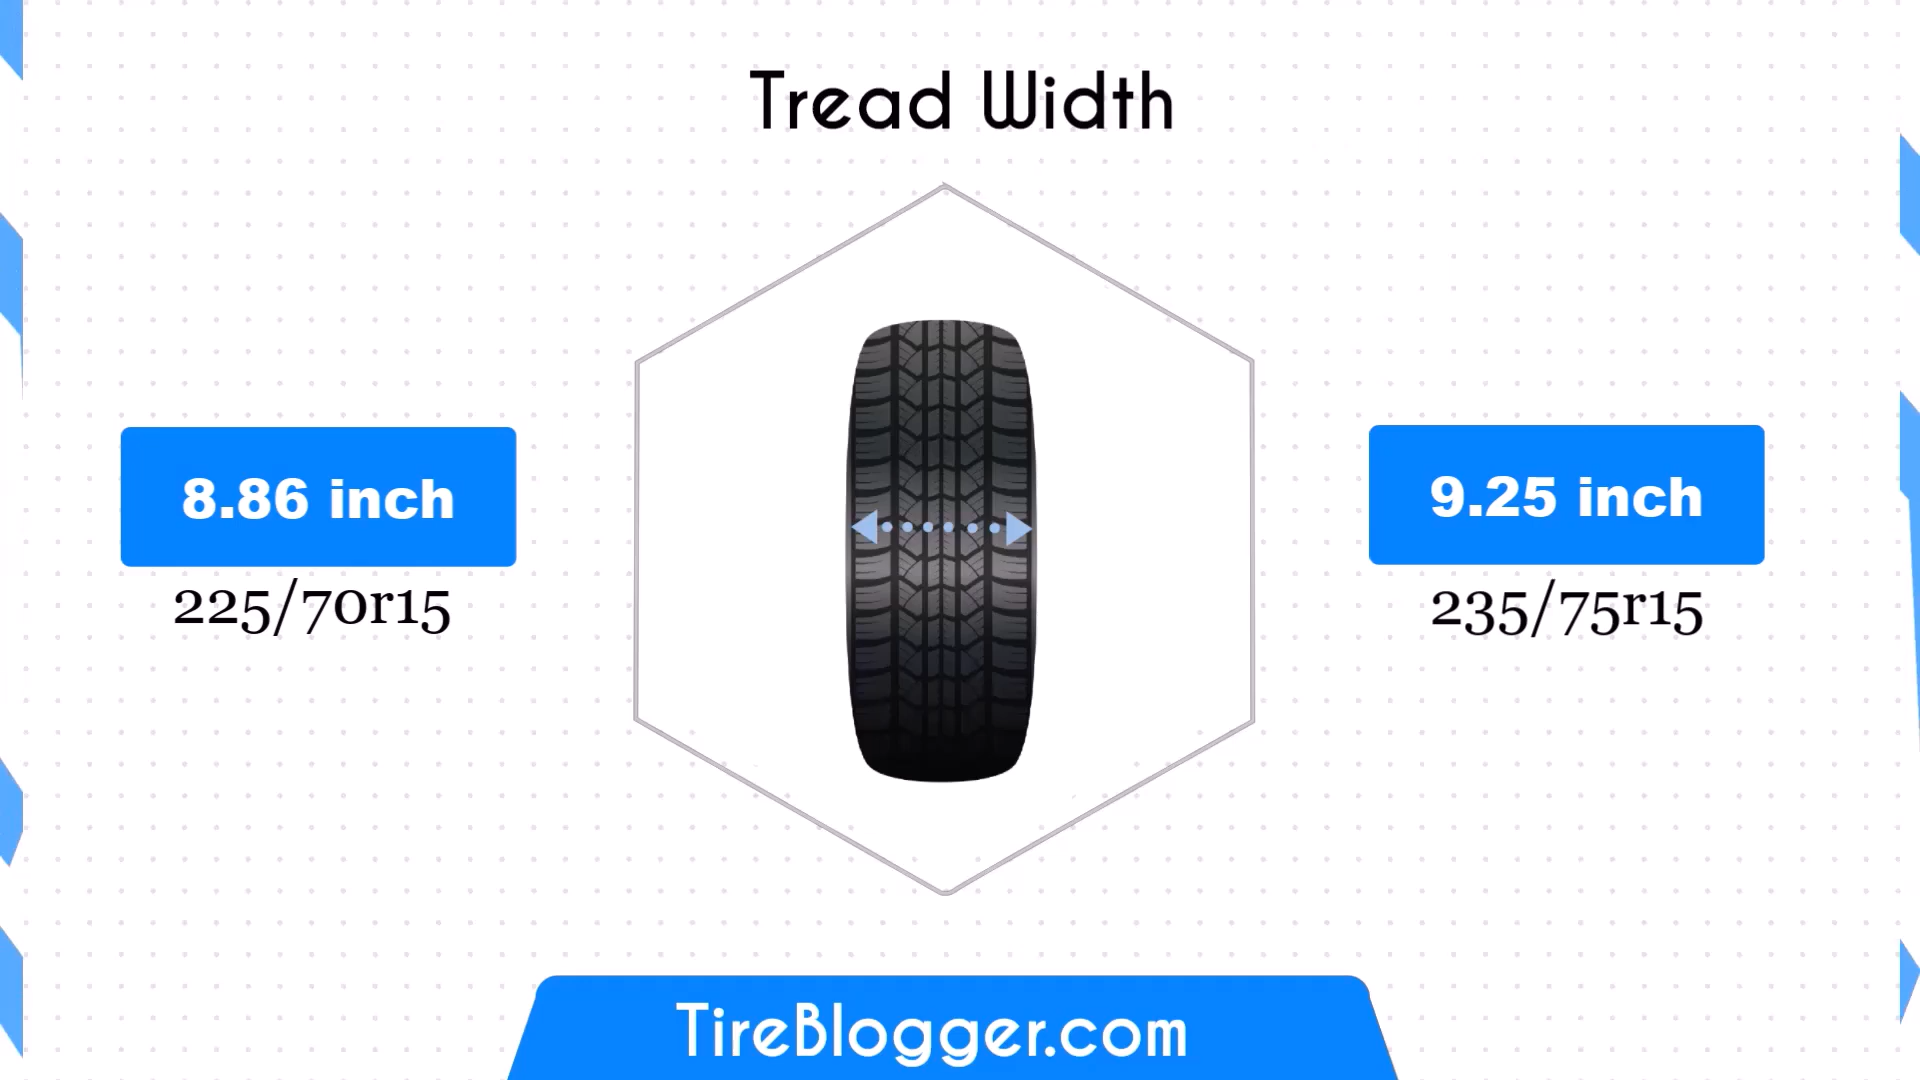 Tread Width
8.86 inch
225/70r15
9.25 inch
235/75r15
TireBlogger.com